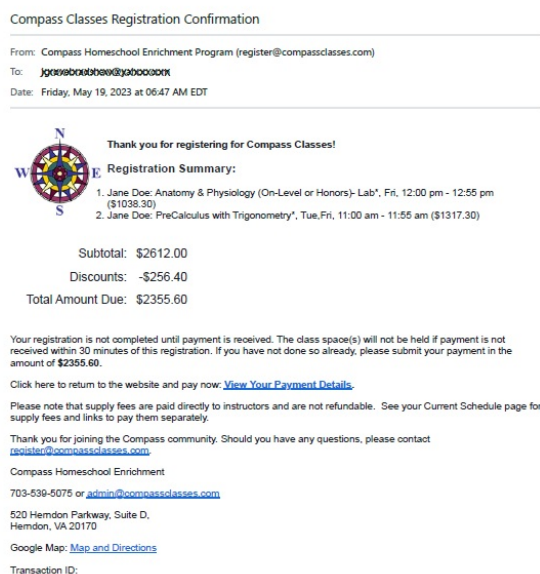 Compass Classes Registration Confirmation
From: Compass Homeschool Enrichment Program (register@compassclasses.com)
To:
Date: Friday, May 19, 2023 at 06:47 AM EDT
N
W E
S
Thank you for registering for Compass Classes!
Registration Summary:
1. Jane Doe: Anatomy & Physiology (On-Level or Honors)- Lab*, Fri, 12:00 pm - 12:55 pm
($1038.30)
2. Jane Doe: PreCalculus with Trigonometry*, Tue,Fri, 11:00 am - 11:55 am ($1317.30)
Subtotal: $2612.00
Discounts: -$256.40
Total Amount Due: $2355.60
Your registration is not completed until payment is received. The class space(s) will not be held if payment is not
received within 30 minutes of this registration. If you have not done so already, please submit your payment in the
amount of $2355.60.
Click here to return to the website and pay now: View Your Payment Details.
Please note that supply fees are paid directly to instructors and are not refundable. See your Current Schedule page for
supply fees and links to pay them separately.
Thank you for joining the Compass community. Should you have any questions, please contact
register@compassclasses.com.
Compass Homeschool Enrichment
703-539-5075 or admin@compassclasses.com
520 Herndon Parkway, Suite D,
Herndon, VA 20170
Google Map: Map and Directions
Transaction ID: